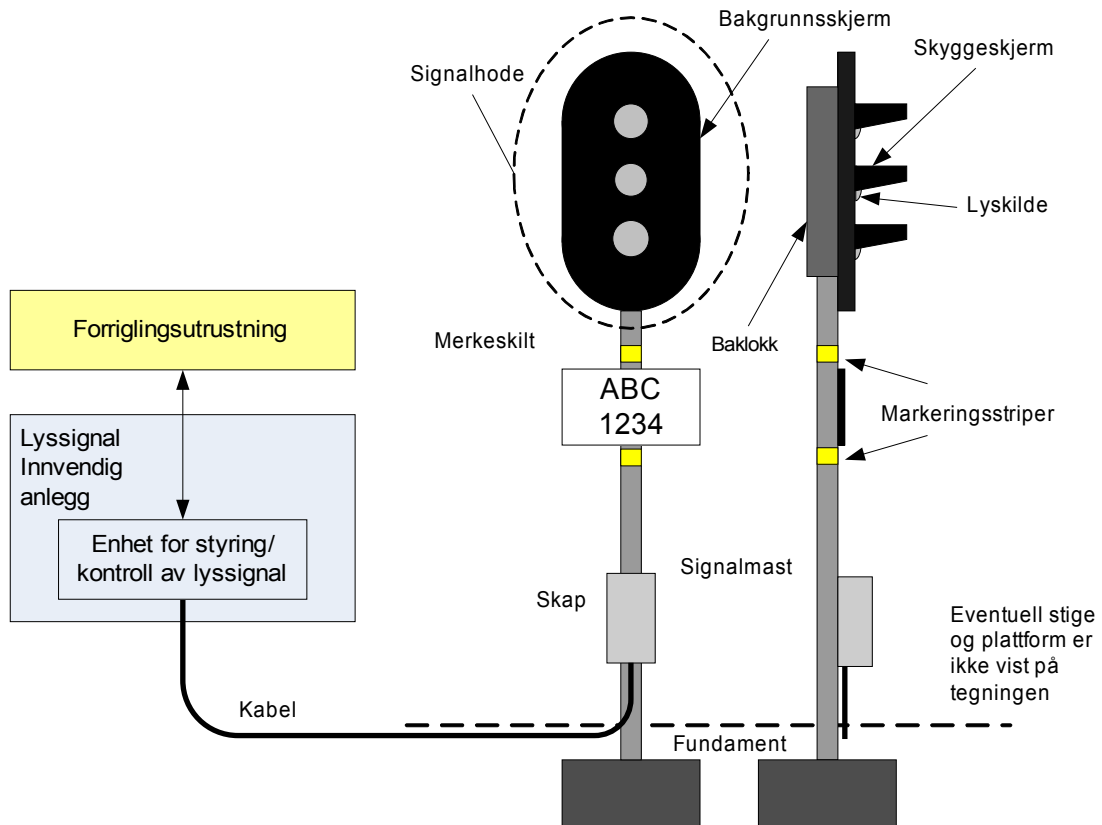 Bakgrunnsskjerm
Skyggeskjerm
Signalhode
Lyskilde
Forriglingsutrustning
Merkeskilt
Baklokk
ABC
1234
Markeringsstriper
Lyssignal
Innvendig
anlegg
Enhet for styring/
kontroll av lyssignal
Signalmast
Skap
Eventuell stige
og plattform er
ikke vist på
tegningen
Kabel
Fundament